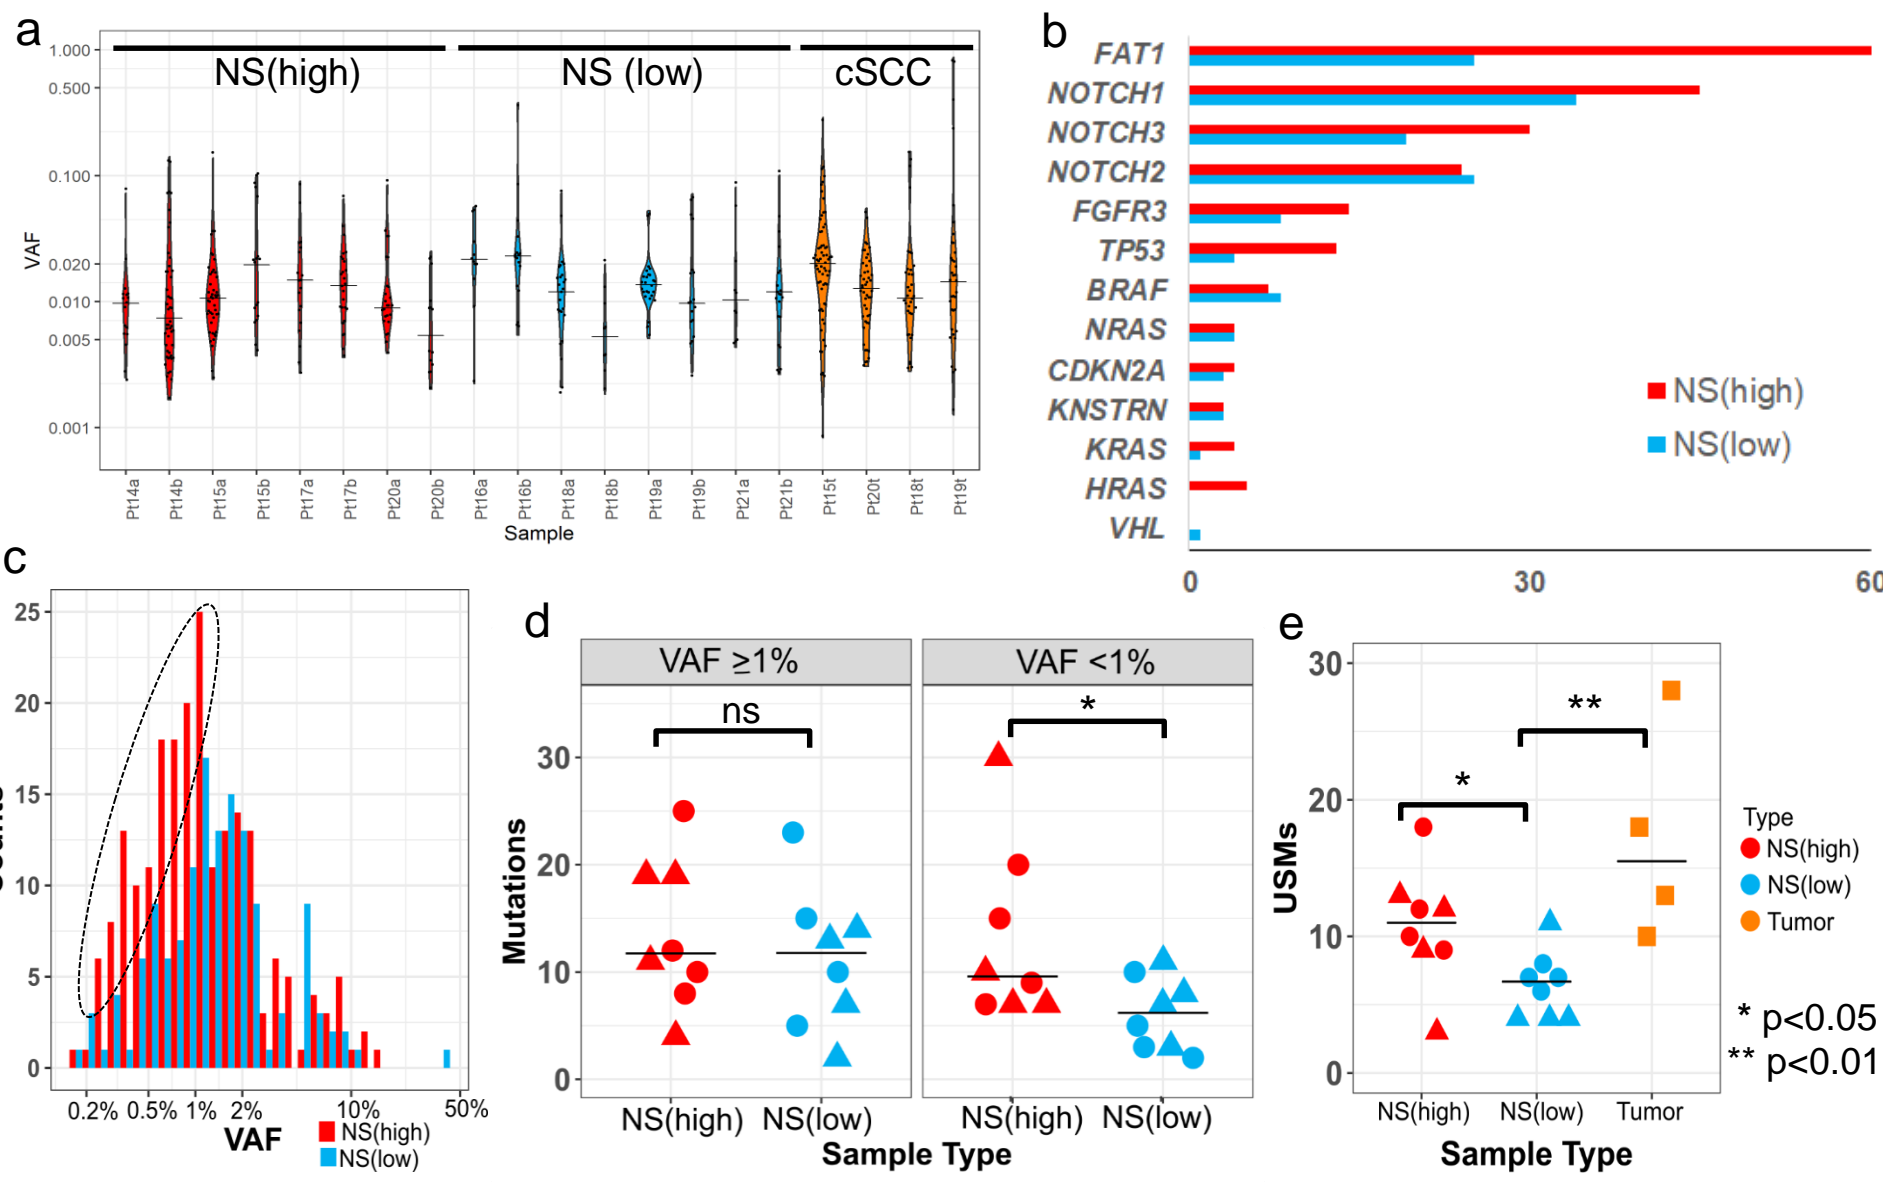 a
1.000
0.500
0.100
0.020
0.010
0.005
0.001
VAF
NS(high)
NS (low)
cSCC
Pt14a
Pt14b
Pt15a
Pt15b
Pt17a
Pt17b
Pt20a
Pt20b
Pt16a
Pt16b
Pt18a
Pt18b
Pt19a
Pt19b
Pt21a
Pt21b
Pt15t
Pt20t
Pt18t
Pt19t
Sample
b
FAT1
NOTCH1
NOTCH3
NOTCH2
FGFR3
TP53
BRAF
NRAS
CDKN2A
KNSTRN
KRAS
HRAS
VHL
NS(high)
NS(low)
0 30 60
c
25
20
15
10
5
0
0.2% 0.5% 1% 2% 10% 50%
VAF
NS(high)
NS(low)
d
VAF ≥1%
VAF <1%
ns
*
30
20
10
0
Mutations
NS(high) NS(low)
NS(high) NS(low)
Sample Type
e
30
20
10
0
USMs
*
**
NS(high) NS(low) Tumor
Sample Type
Type
NS(high)
NS(low)
Tumor
* p<0.05
** p<0.01